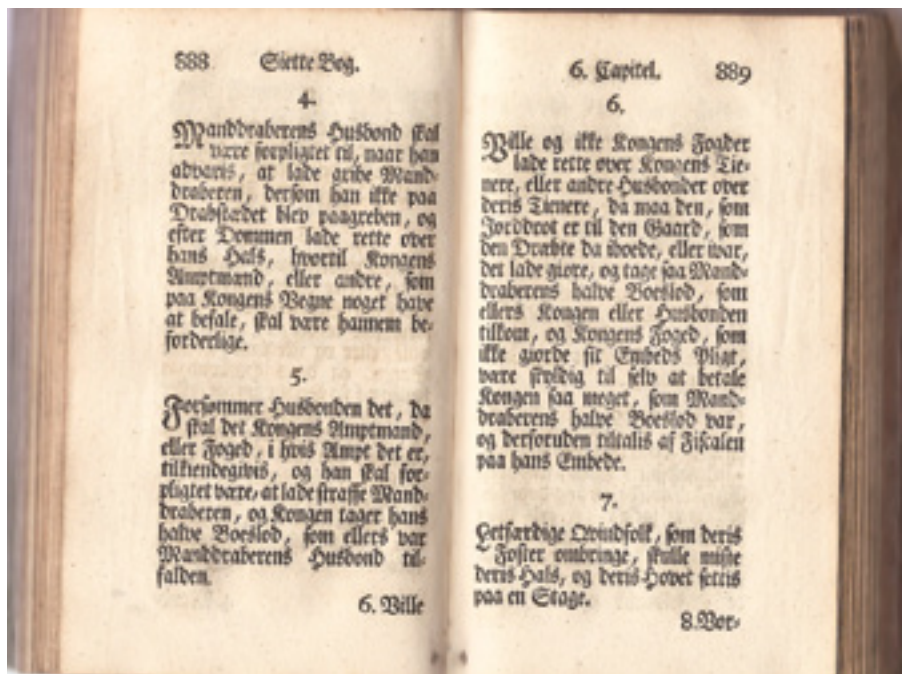 888 Siette Bog.
4.
Manddraberens Husbond skal
være forpligtet til, naar han
advaris, at lade gribe Mand-
draberen, dersom han ikke paa
Drabstædet blev paagreben, og
efter Dommen lade rette over
hans Hals, hvortil Kongens
Amptmand, eller andre, som
paa Kongens Vegne noget have
at befale, skal være hannem be-
forderlige.
5.
Forsømmer Husbonden det, da
skal det Kongens Amptmand,
eller Foged, i hvis Ampt det er,
tilkiendegivis, og han skal for-
pligtet være, at lade straffe Mand-
draberen, og Kongen tager hans
halve Boeslod, som ellers var
Manddraberens Husbond til-
falden.
6. Ville
6. Capitel. 889
6.
Ville og ikke Kongens Fogder
lade rette over Kongens Tie-
nere, eller andre Husbonder over
deris Tienere, da maa den, som
Jorddrot er til den Gaard, som
den Dræbte da iboede, eller var,
det lade giøre, og tage saa Mand-
draberens halve Boeslod, som
ellers Kongen eller Husbonden
tilkom, og Kongens Foged, som
ikke giorde sit Embeds Pligt,
være skyldig til selv at betale
Kongen saa meget, som Mand-
draberens halve Boeslod var,
og derforuden tiltalis af Fiscalen
paa hans Embede.
7.
Letfærdige Qvindfolk, som deris
Foster ombringe, skulle miste
deris Hals, og deris Hovet settis
paa en Stage.
8. Vor-